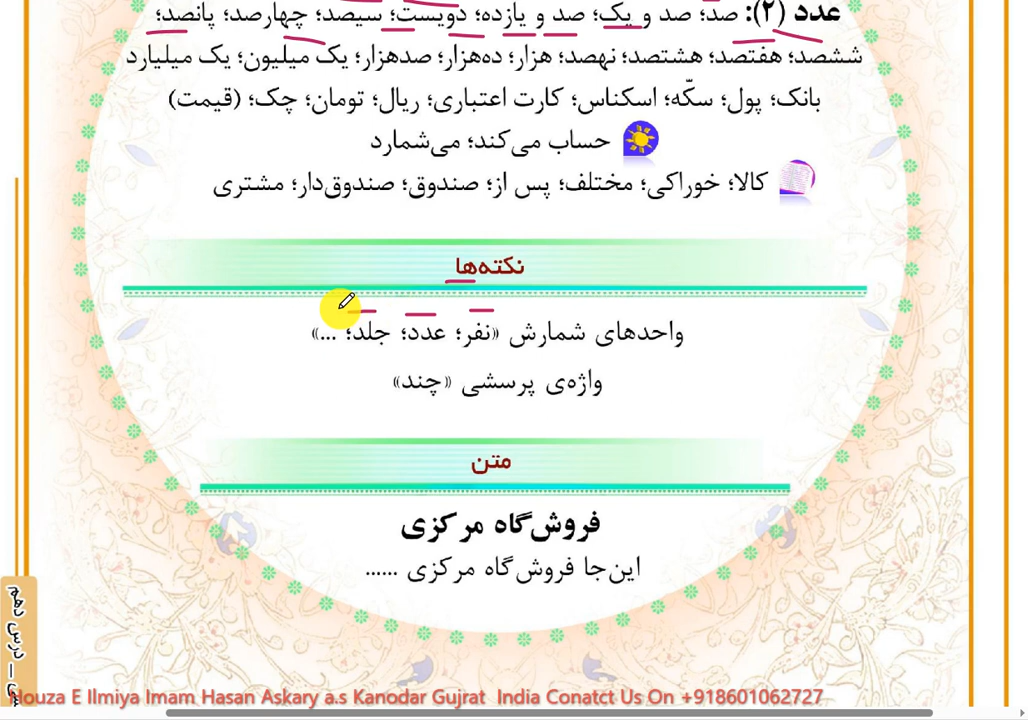 عدد (۲): صد؛ صد و یک؛ صد و یازده؛ دویست؛ سیصد؛ چهارصد؛ پانصد؛
ششصد؛ هفتصد؛ هشتصد؛ نهصد؛ هزار؛ ده‌هزار؛ صدهزار؛ یک میلیون؛ یک میلیارد
بانک؛ پول؛ سکّه؛ اسکناس؛ کارت اعتباری؛ ریال؛ تومان؛ چک؛ (قیمت)
حساب می‌کند؛ می‌شمارد
کالا؛ خوراکی؛ مختلف؛ پس از؛ صندوق؛ صندوق‌دار؛ مشتری
نکته‌ها
واحدهای شمارش «نفر؛ عدد؛ جلد؛ ...»
واژه‌ی پرسشی «چند»
متن
فروش‌گاه مرکزی
این‌جا فروش‌گاه مرکزی ......
درس دهم
Houza E Ilmiya Imam Hasan Askary a.s Kanodar Gujrat India Conatct Us On +918601062727